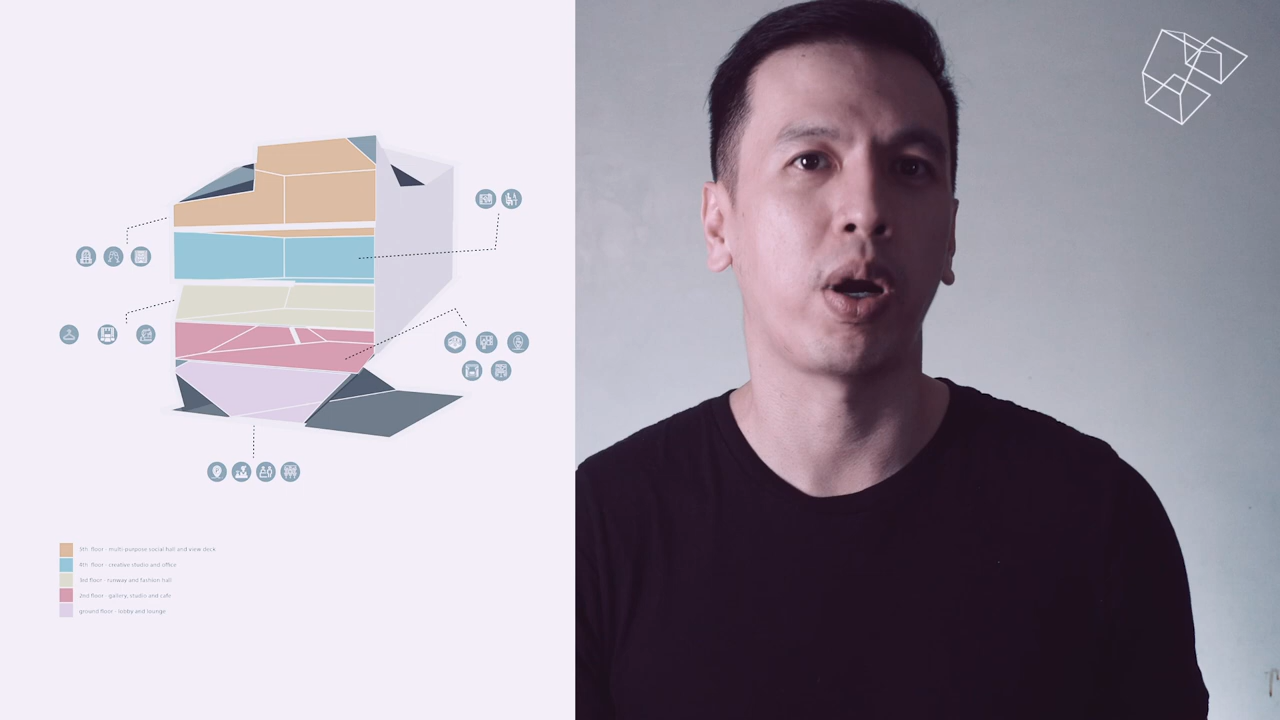 5th floor - multi-purpose social hall and view deck
4th floor - creative studio and office
3rd floor - runway and fashion hall
2nd floor - gallery, studio and cafe
ground floor - lobby and lounge